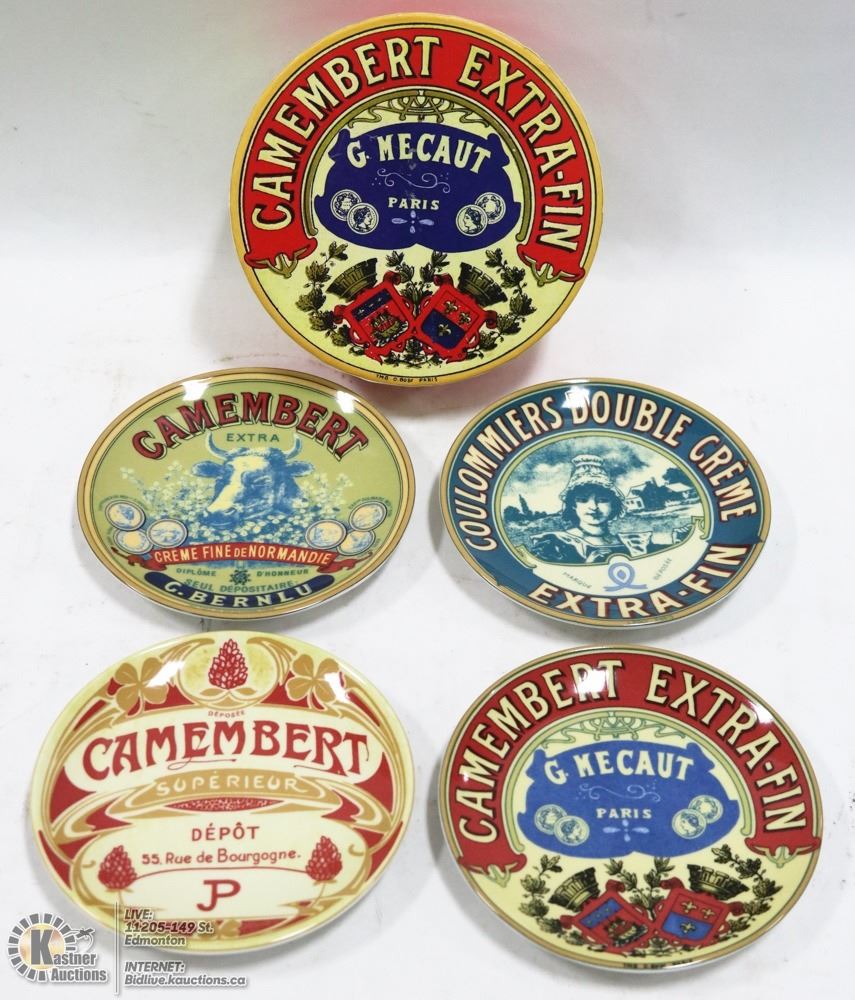 CAMEMBERT EXTRA-FIN
G. MECAUT
PARIS
PARIS
CAMEMBERT
EXTRA
CREME FINE DE NORMANDIE
DIPLÔME D'HONNEUR
SEUL DEPOSITAIRE
C. BERNLU
COULOMMIERS DOUBLE CRÈME
MARQUE DÉPOSÉE
EXTRA-FIN
DÉPOSÉE
CAMEMBERT
SUPÉRIEUR
DÉPÔT
55, Rue de Bourgogne.
JP
CAMEMBERT EXTRA-FIN
G. MECAUT
PARIS
Kastner
Auctions
LIVE:
11205-149 St.
Edmonton
INTERNET:
Bidlive.kauctions.ca